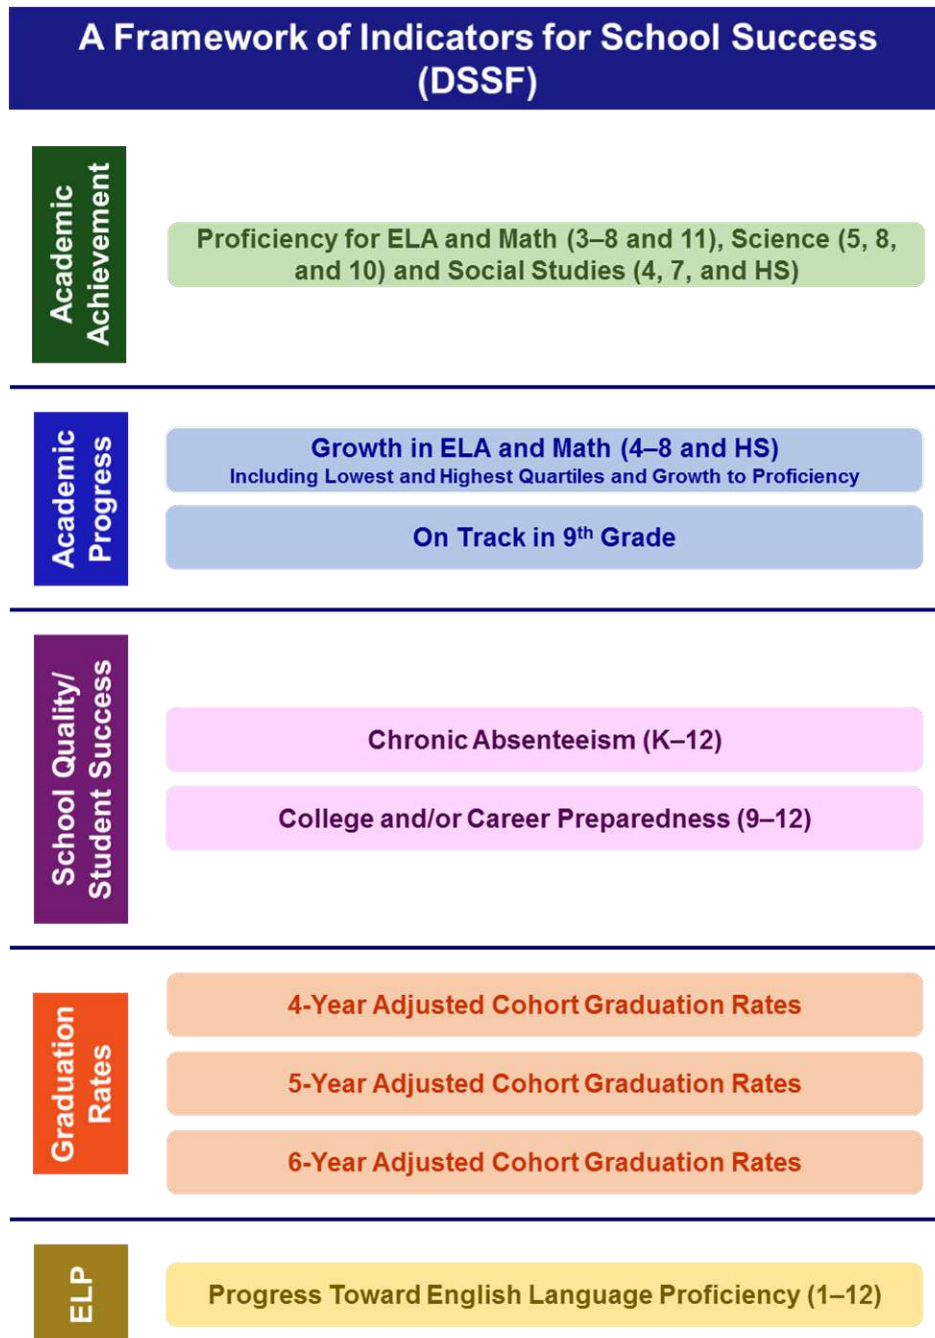 A Framework of Indicators for School Success
(DSSF)
Academic
Achievement
Proficiency for ELA and Math (3–8 and 11), Science (5, 8,
and 10) and Social Studies (4, 7, and HS)
Academic
Progress
Growth in ELA and Math (4–8 and HS)
Including Lowest and Highest Quartiles and Growth to Proficiency
On Track in 9th Grade
School Quality/
Student Success
Chronic Absenteeism (K–12)
College and/or Career Preparedness (9–12)
Graduation
Rates
4-Year Adjusted Cohort Graduation Rates
5-Year Adjusted Cohort Graduation Rates
6-Year Adjusted Cohort Graduation Rates
ELP
Progress Toward English Language Proficiency (1–12)